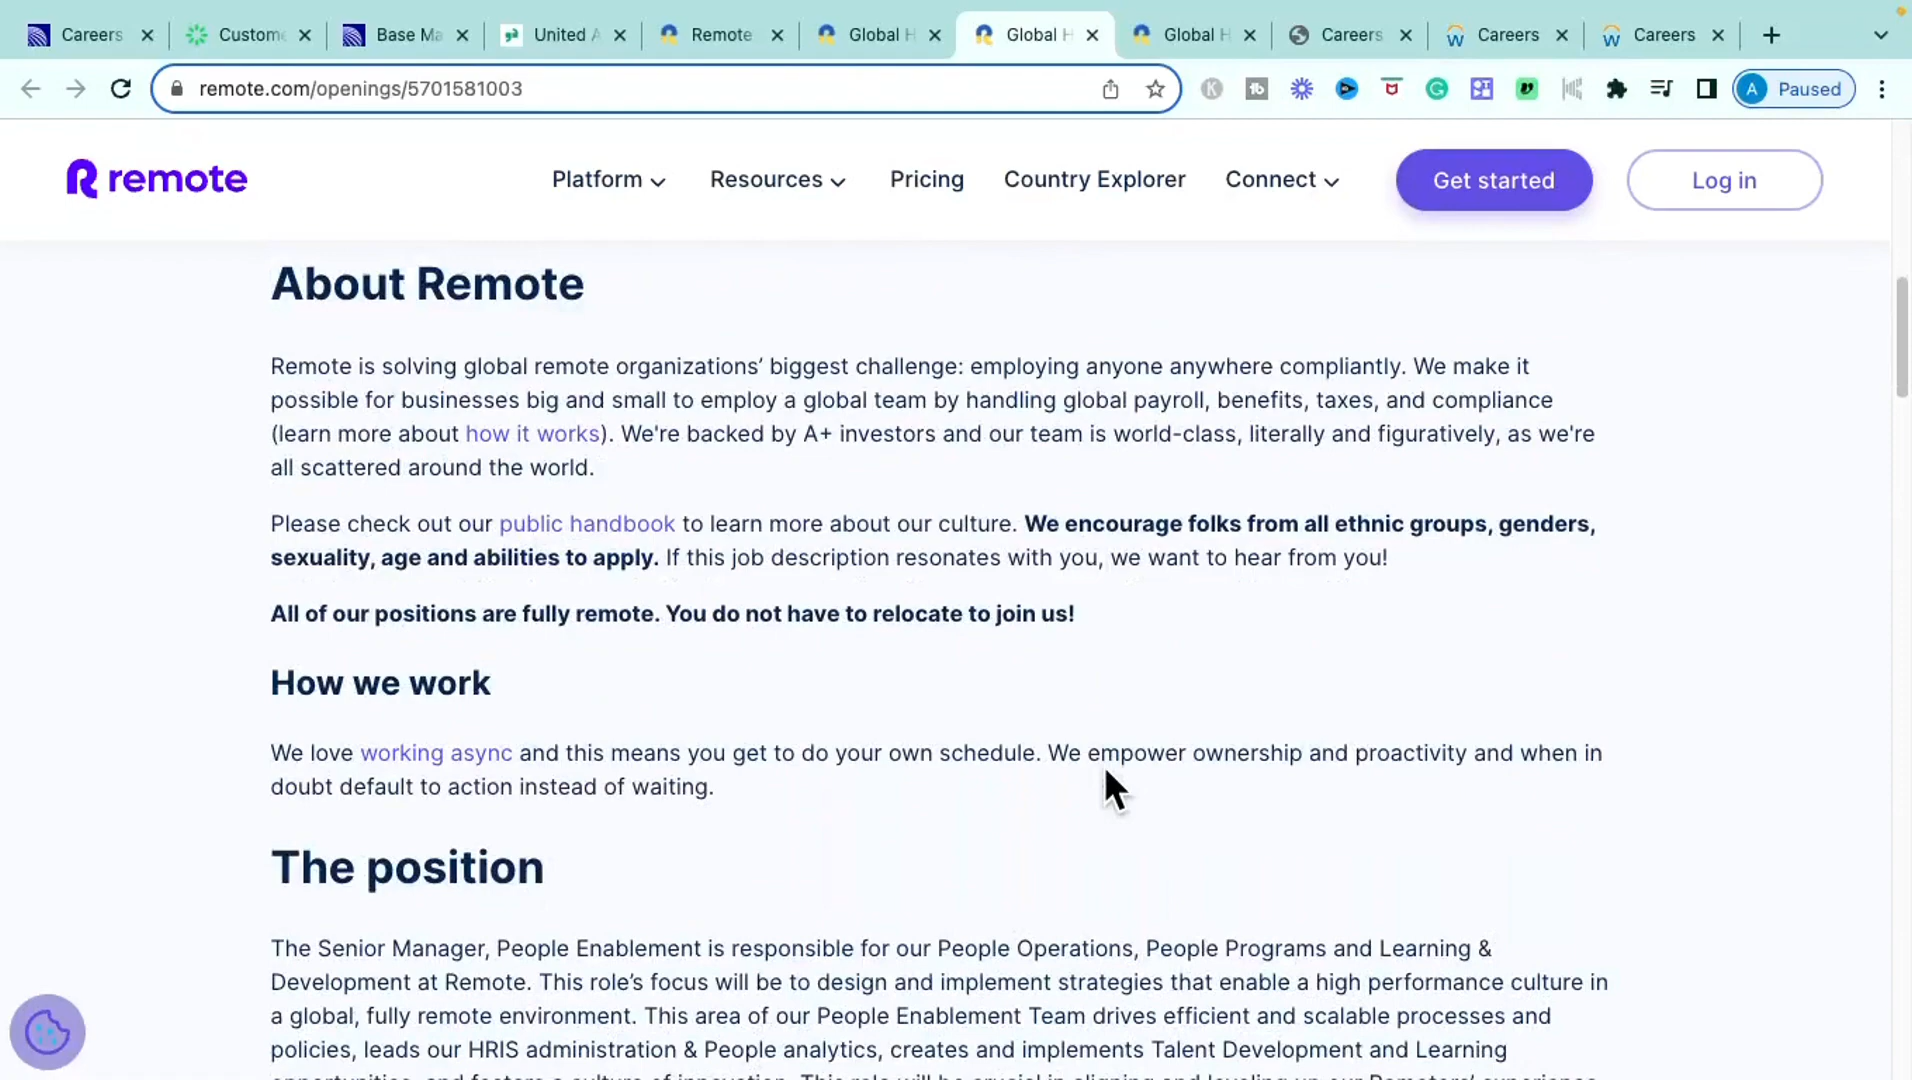 Careers
Custome
Base Ma
United A
Remote
Global H
Global H
Global H
Careers
Careers
Careers
remote.com/openings/5701581003
A Paused
remote
Platform
Resources
Pricing
Country Explorer
Connect
Get started
Log in
About Remote
Remote is solving global remote organizations’ biggest challenge: employing anyone anywhere compliantly. We make it
possible for businesses big and small to employ a global team by handling global payroll, benefits, taxes, and compliance
(learn more about how it works). We're backed by A+ investors and our team is world-class, literally and figuratively, as we're
all scattered around the world.
Please check out our public handbook to learn more about our culture. We encourage folks from all ethnic groups, genders,
sexuality, age and abilities to apply. If this job description resonates with you, we want to hear from you!
All of our positions are fully remote. You do not have to relocate to join us!
How we work
We love working async and this means you get to do your own schedule. We empower ownership and proactivity and when in
doubt default to action instead of waiting.
The position
The Senior Manager, People Enablement is responsible for our People Operations, People Programs and Learning &
Development at Remote. This role’s focus will be to design and implement strategies that enable a high performance culture in
a global, fully remote environment. This area of our People Enablement Team drives efficient and scalable processes and
policies, leads our HRIS administration & People analytics, creates and implements Talent Development and Learning